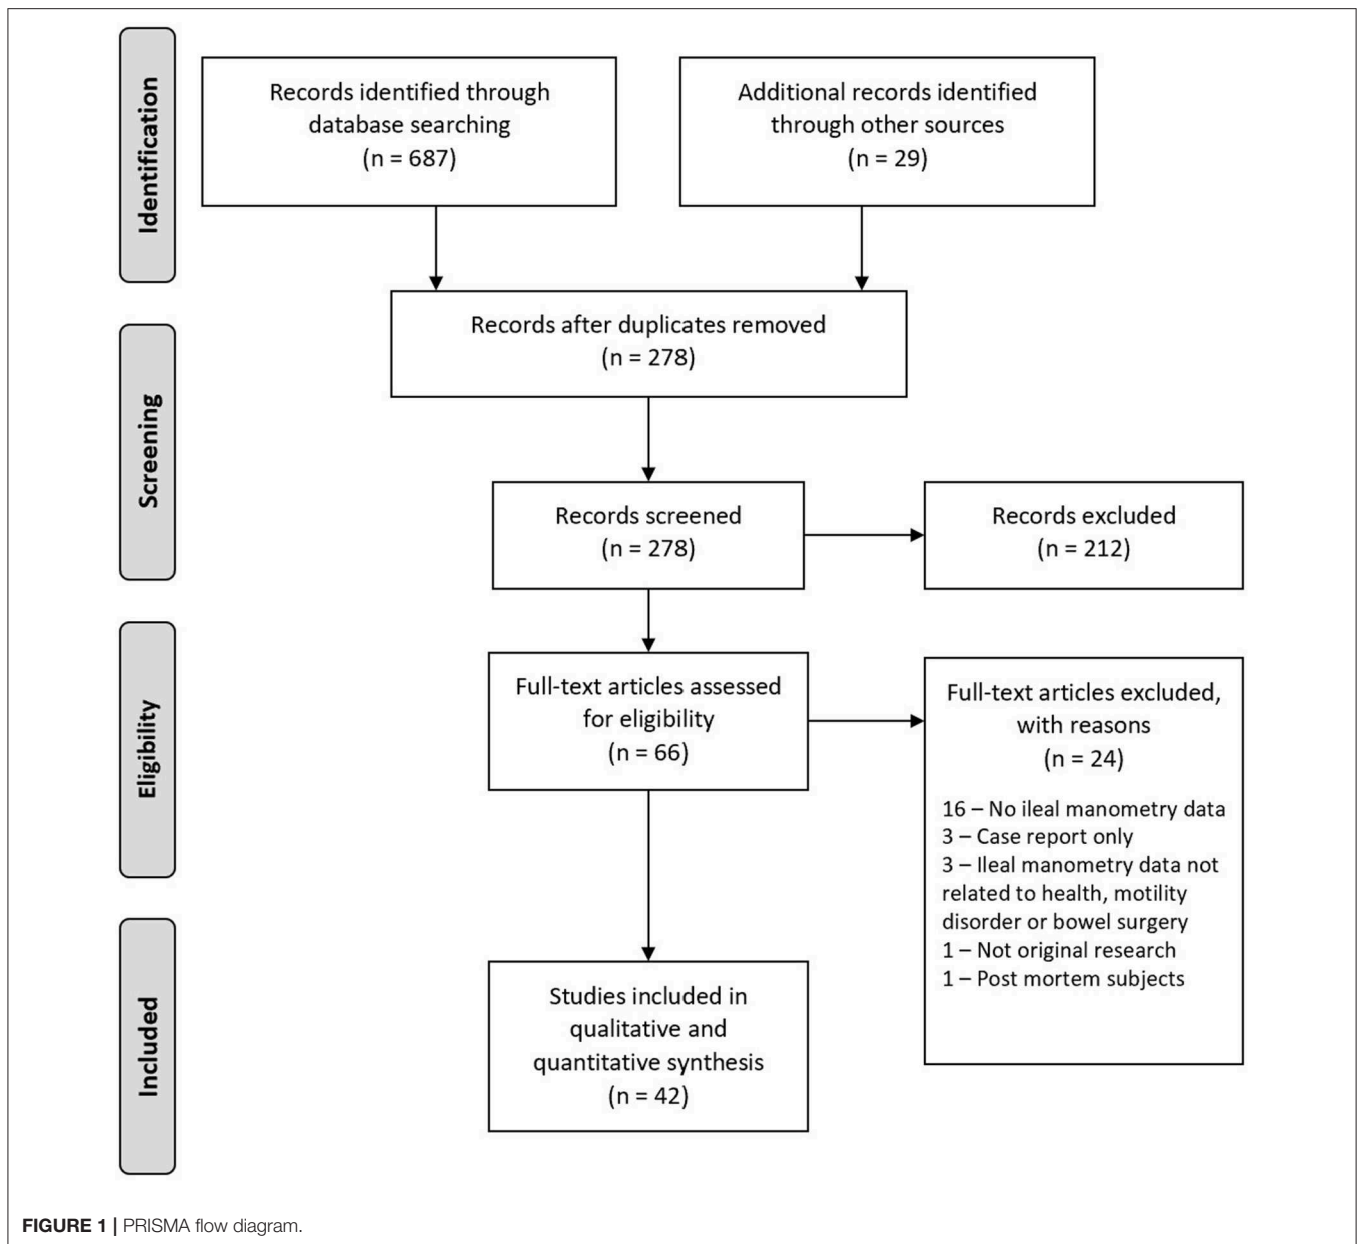 Identification
Records identified through
database searching
(n = 687)
Additional records identified
through other sources
(n = 29)
Screening
Records after duplicates removed
(n = 278)
Records screened
(n = 278)
Records excluded
(n = 212)
Eligibility
Full-text articles assessed
for eligibility
(n = 66)
Full-text articles excluded,
with reasons
(n = 24)
16 – No ileal manometry data
3 – Case report only
3 – Ileal manometry data not
related to health, motility
disorder or bowel surgery
1 – Not original research
1 – Post mortem subjects
Included
Studies included in
qualitative and
quantitative synthesis
(n = 42)
FIGURE 1 | PRISMA flow diagram.